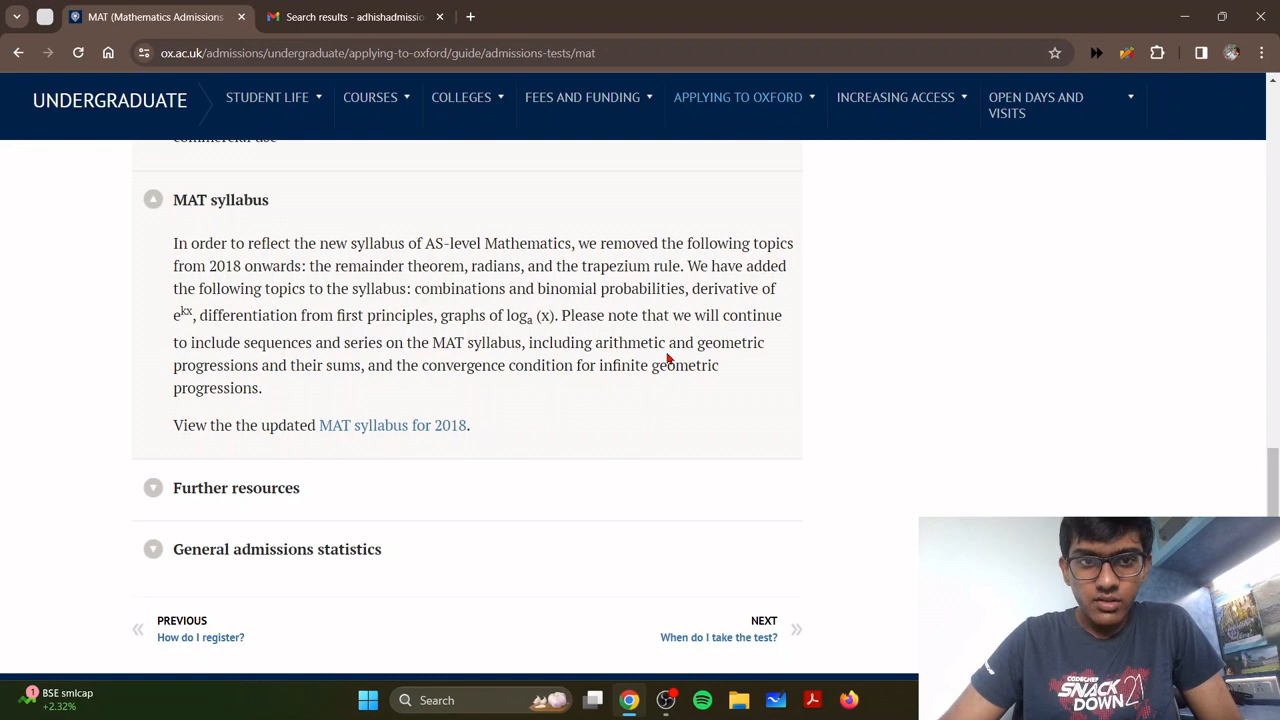 MAT (Mathematics Admissions
Search results - adhishadmissio
ox.ac.uk/admissions/undergraduate/applying-to-oxford/guide/admissions-tests/mat
UNDERGRADUATE
STUDENT LIFE
COURSES
COLLEGES
FEES AND FUNDING
APPLYING TO OXFORD
INCREASING ACCESS
OPEN DAYS AND
VISITS
commercial use
MAT syllabus
In order to reflect the new syllabus of AS-level Mathematics, we removed the following topics
from 2018 onwards: the remainder theorem, radians, and the trapezium rule. We have added
the following topics to the syllabus: combinations and binomial probabilities, derivative of
e^kx, differentiation from first principles, graphs of log_a (x). Please note that we will continue
to include sequences and series on the MAT syllabus, including arithmetic and geometric
progressions and their sums, and the convergence condition for infinite geometric
progressions.
View the the updated MAT syllabus for 2018.
Further resources
General admissions statistics
PREVIOUS
How do I register?
NEXT
When do I take the test?
CODECHEF
SNACK
DOWN 21
1
BSE smlcap
+2.32%
Search